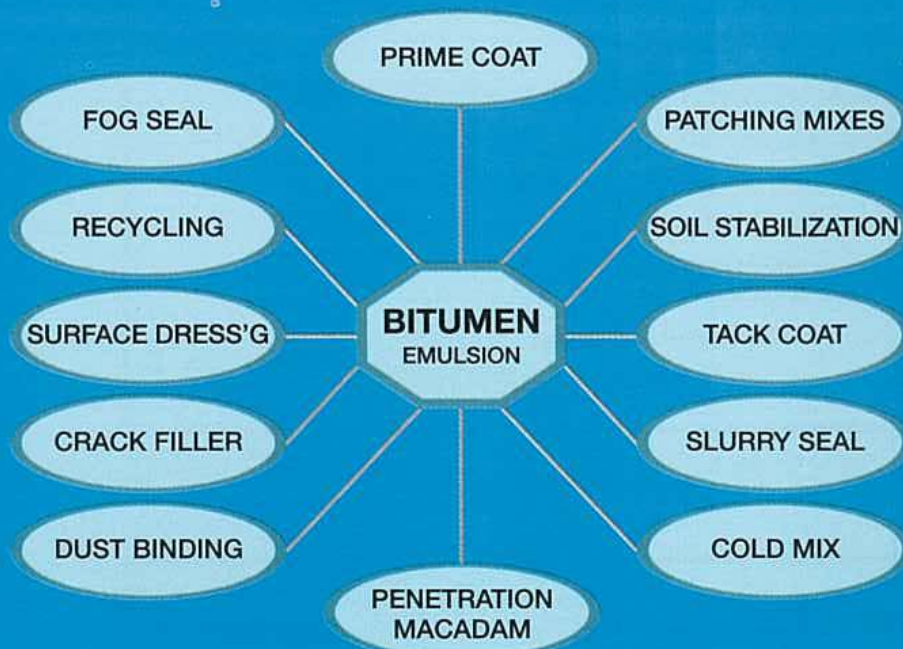 PRIME COAT
FOG SEAL
PATCHING MIXES
RECYCLING
SOIL STABILIZATION
BITUMEN
EMULSION
SURFACE DRESS'G
TACK COAT
CRACK FILLER
SLURRY SEAL
DUST BINDING
COLD MIX
PENETRATION
MACADAM